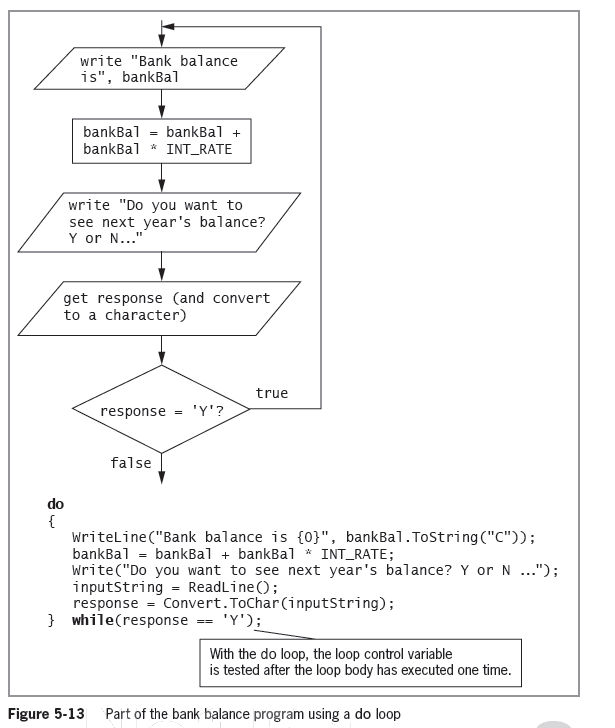 write "Bank balance
is", bankBal
bankBal = bankBal +
bankBal * INT_RATE
write "Do you want to
see next year's balance?
Y or N..."
get response (and convert
to a character)
response = 'Y'?
true
false
do
{
WriteLine("Bank balance is {0}", bankBal.ToString("C"));
bankBal = bankBal + bankBal * INT_RATE;
Write("Do you want to see next year's balance? Y or N ...");
inputString = ReadLine();
response = Convert.ToChar(inputString);
} while(response == 'Y');
With the do loop, the loop control variable
is tested after the loop body has executed one time.
Figure 5-13 Part of the bank balance program using a do loop